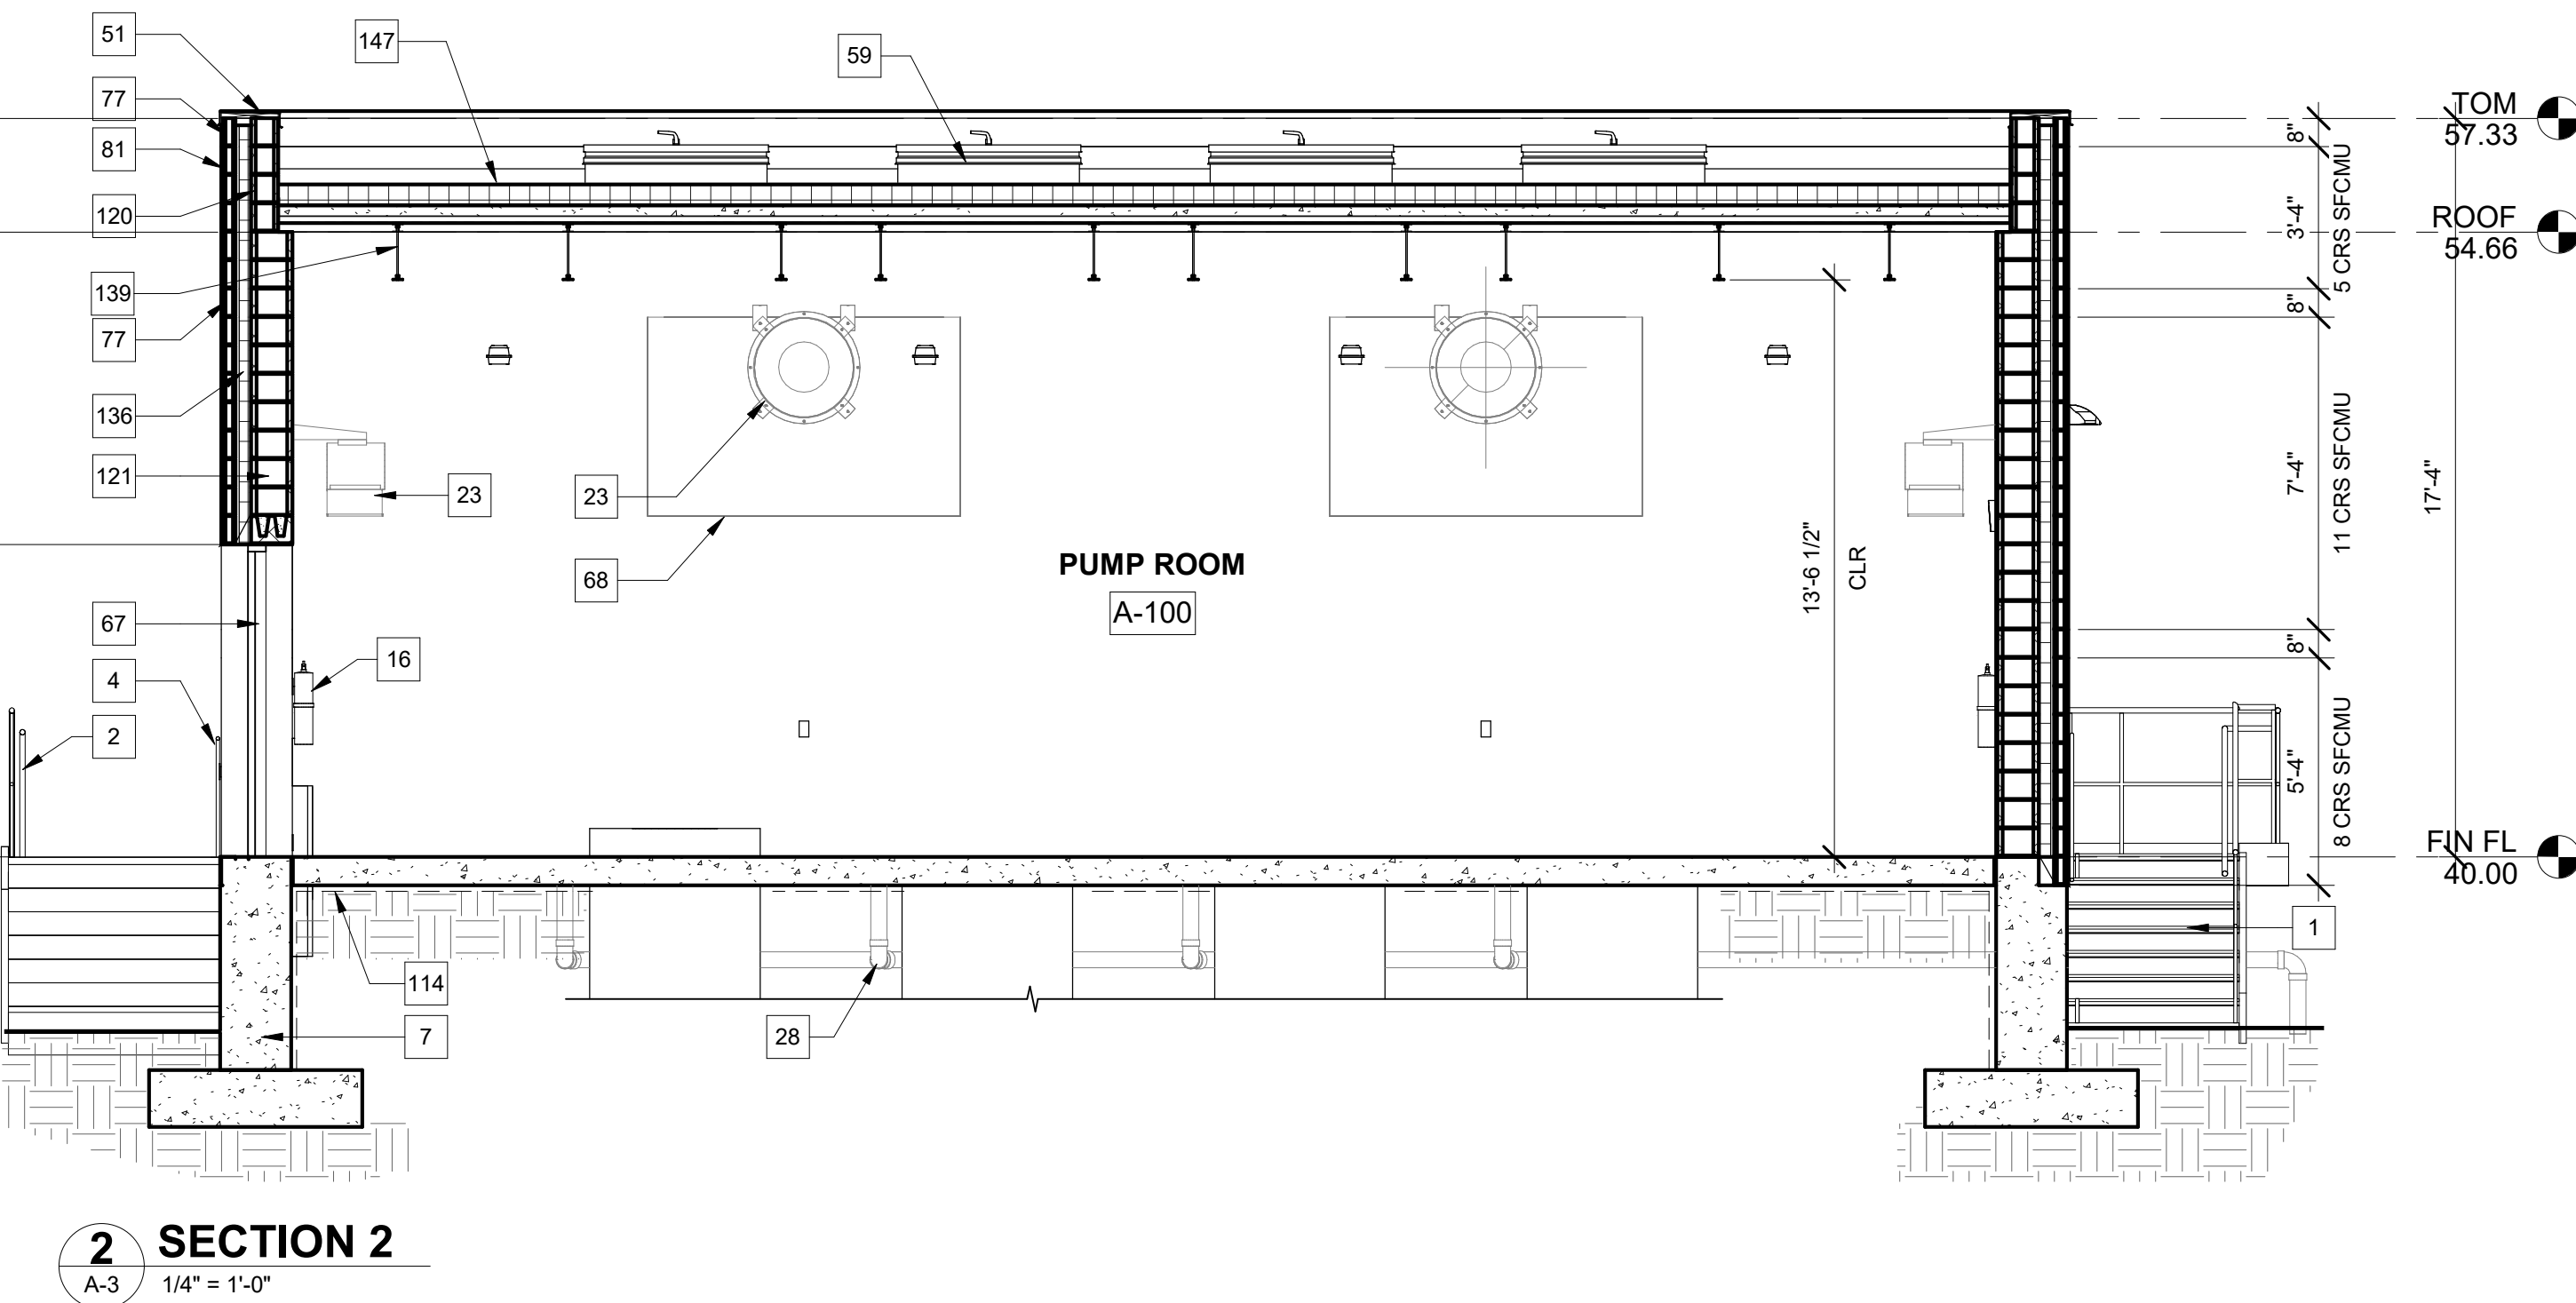 51
147
59
77
81
120
139
77
136
121
23
23
68
67
16
4
2
114
7
28
1
PUMP ROOM
A-100
13'-6 1/2"
CLR
8"
3'-4"
5 CRS SFCMU
8"
7'-4"
11 CRS SFCMU
8"
5'-4"
8 CRS SFCMU
17'-4"
TOM
57.33
ROOF
54.66
FIN FL
40.00
2
A-3
SECTION 2
1/4" = 1'-0"